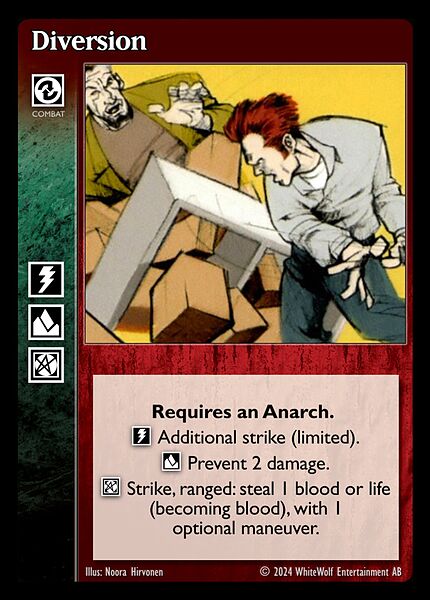 Diversion
COMBAT
Requires an Anarch.
Additional strike (limited).
Prevent 2 damage.
Strike, ranged: steal 1 blood or life
(becoming blood), with 1
optional maneuver.
Illus: Noora Hirvonen © 2024 WhiteWolf Entertainment AB